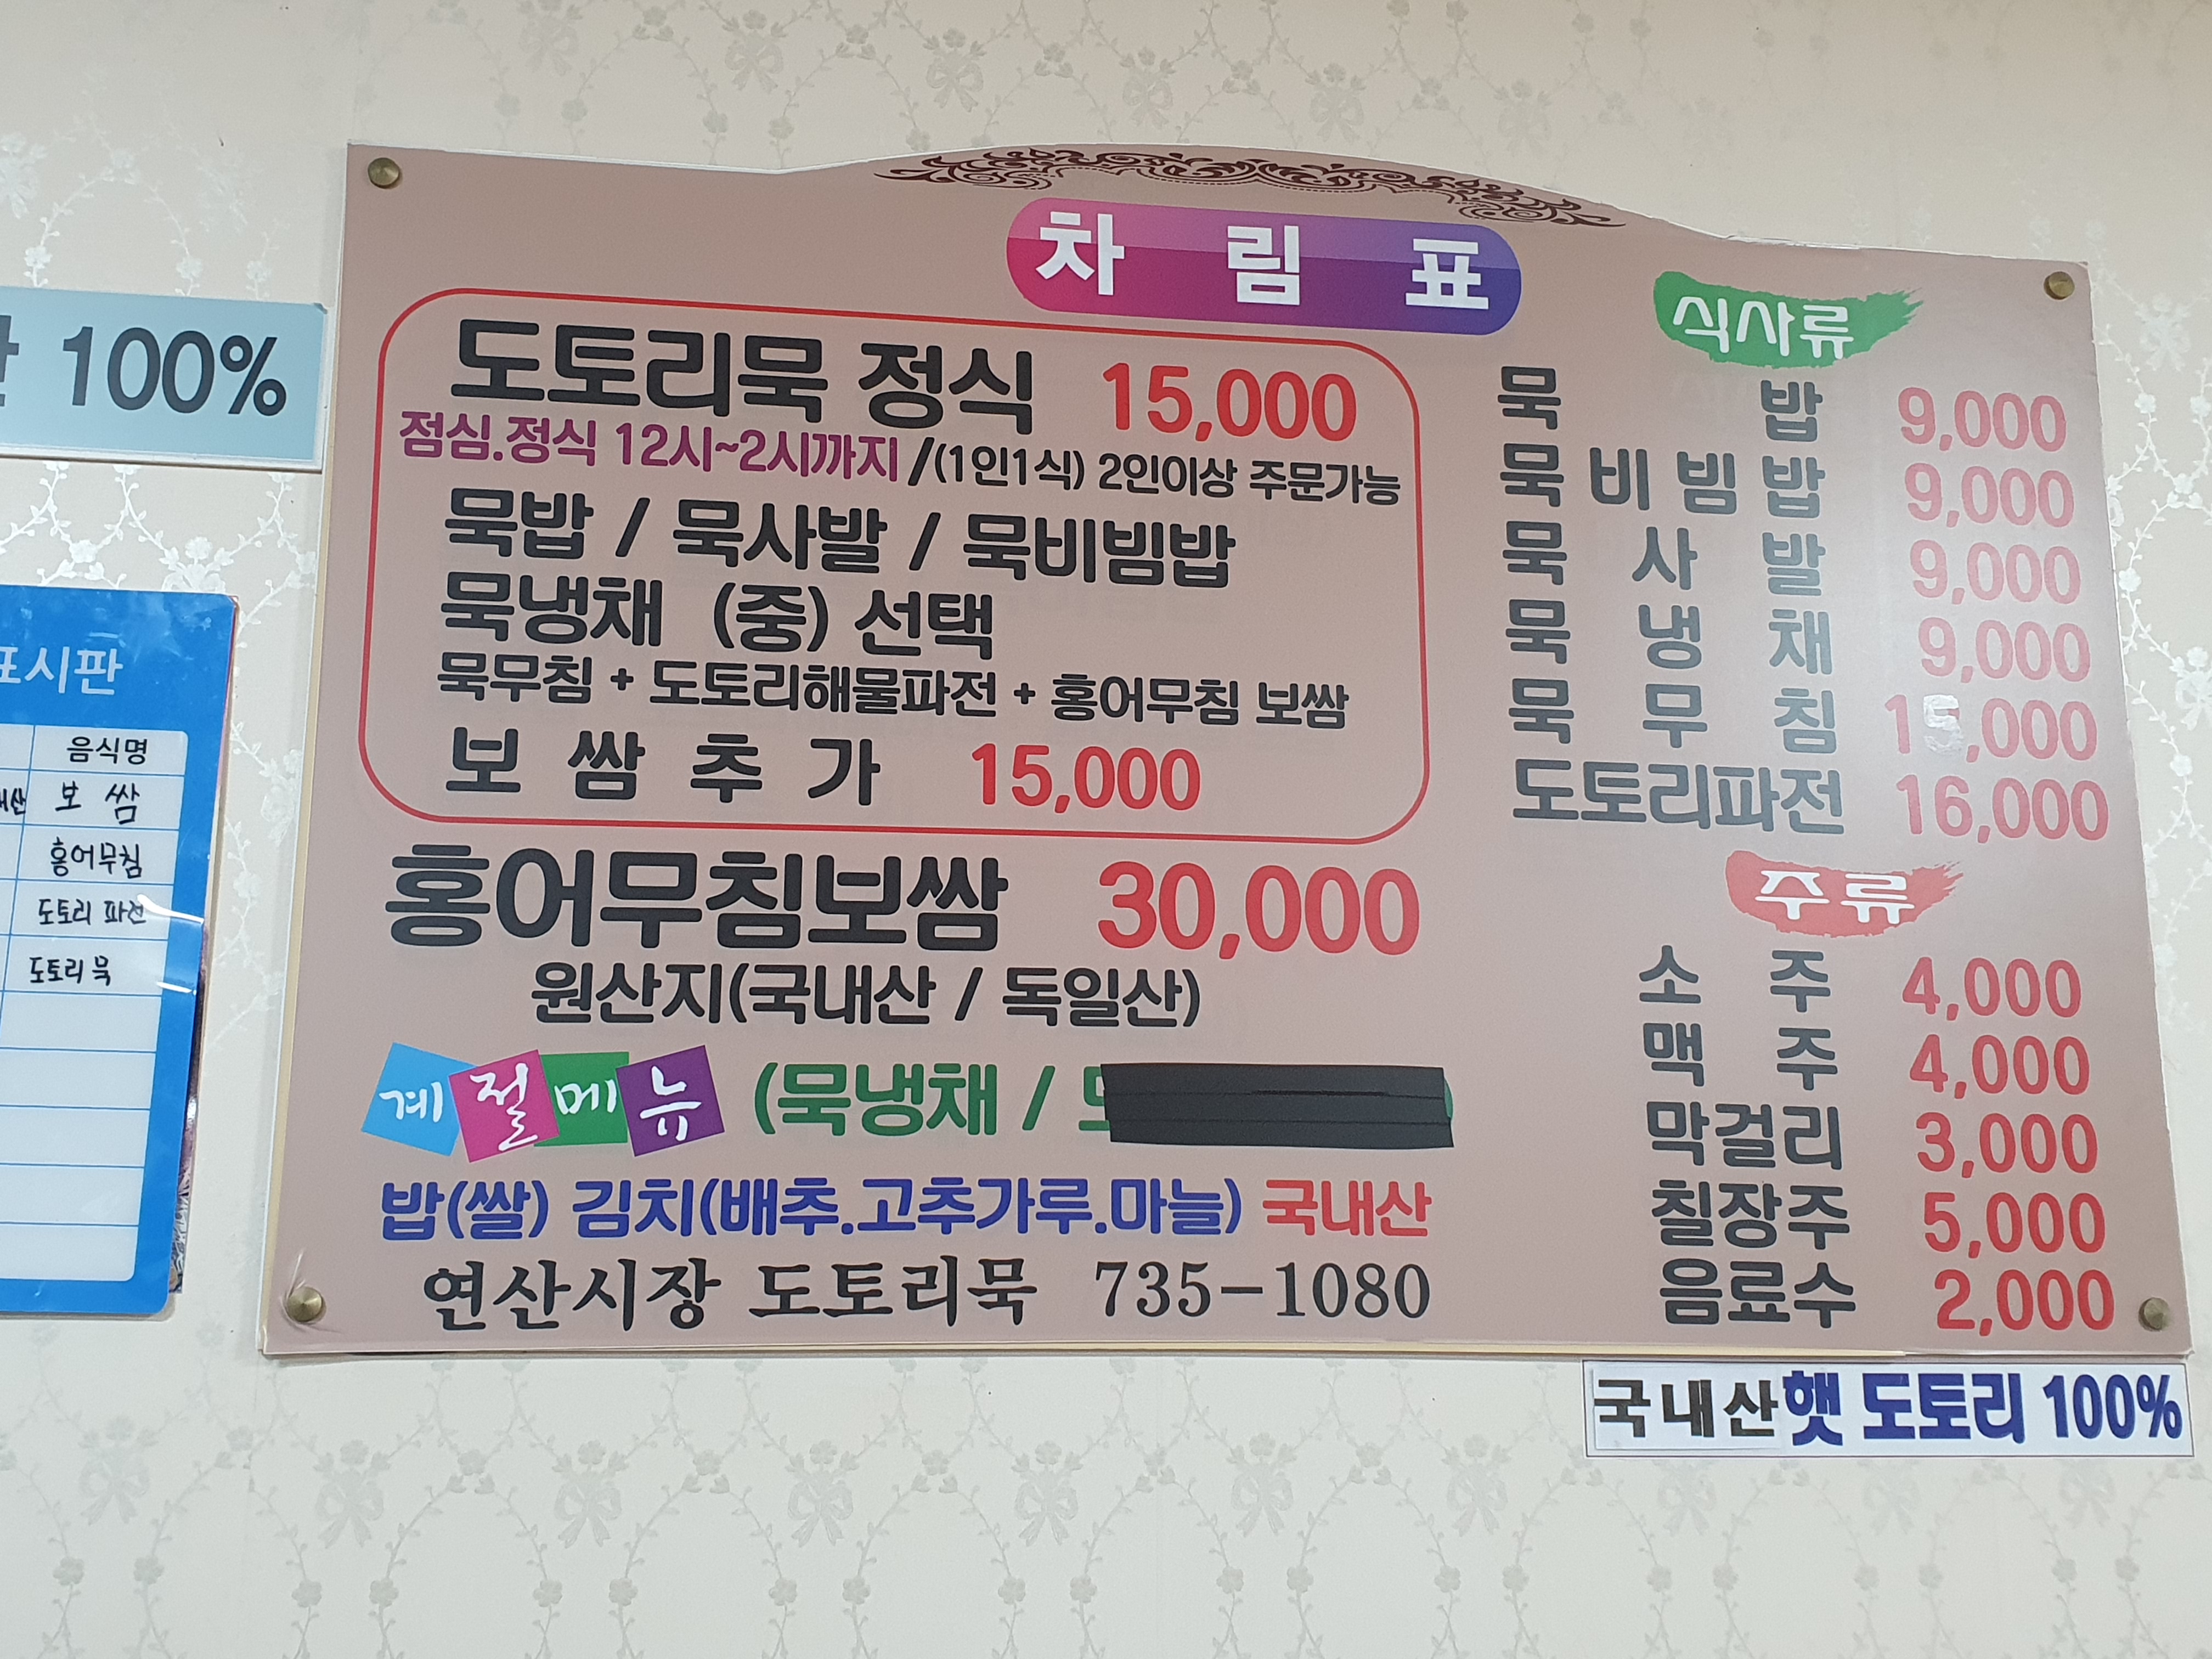 차림표
도토리묵 정식 15,000
점심.정식 12시~2시까지/(1인1식) 2인이상 주문가능
묵밥 / 묵사발 / 묵비빔밥
묵냉채 (중) 선택
묵무침 + 도토리해물파전 + 홍어무침 보쌈
보쌈추가 15,000
홍어무침보쌈 30,000
원산지(국내산 / 독일산)
계절메뉴 (묵냉채 /
밥(쌀) 김치(배추.고추가루.마늘) 국내산
연산시장 도토리묵 735-1080
식사류
묵밥 9,000
묵비빔밥 9,000
묵사발 9,000
묵냉채 9,000
묵무침 15,000
도토리파전 16,000
주류
소주 4,000
맥주 4,000
막걸리 3,000
칠장주 5,000
음료수 2,000
국내산햇 도토리 100%
100%
표시판
음식명
보쌈
홍어무침
도토리 파전
도토리묵